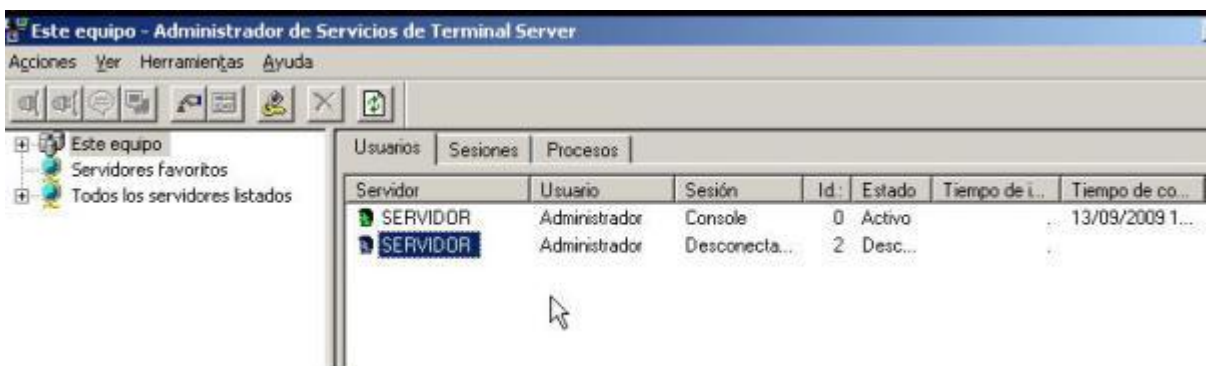 Este equipo - Administrador de Servicios de Terminal Server
Acciones Ver Herramientas Ayuda
Este equipo
Servidores favoritos
Todos los servidores listados
Usuarios Sesiones Procesos
Servidor Usuario Sesión Id.: Estado Tiempo de i... Tiempo de co...
SERVIDOR Administrador Console 0 Activo . 13/09/2009 1...
SERVIDOR Administrador Desconecta... 2 Desc... .